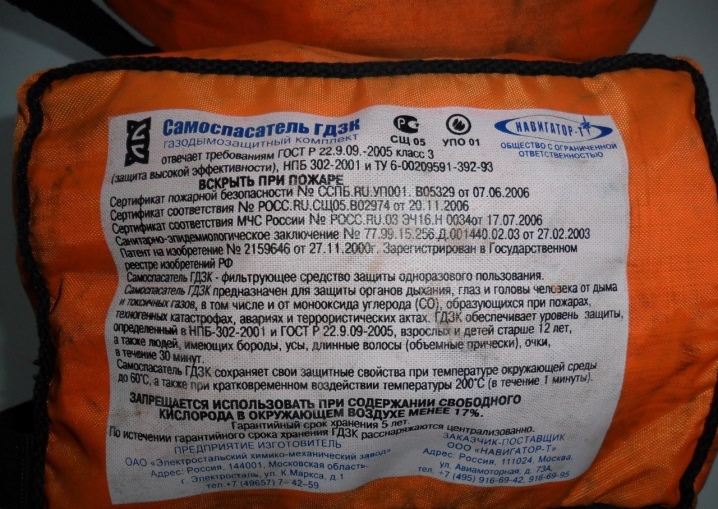 Самоспасатель ГДЗК
газодымозащитный комплект
СЩ 05 УПО 01
НАВИГАТОР-Т
ОБЩЕСТВО С ОГРАНИЧЕННОЙ
ОТВЕТСТВЕННОСТЬЮ
отвечает требованиям ГОСТ Р 22.9.09.-2005 класс 3
(защита высокой эффективности), НПБ 302-2001 и ТУ 6-00209591-392-93
ВСКРЫТЬ ПРИ ПОЖАРЕ
Сертификат пожарной безопасности № ССПБ.RU.УП001. В05329 от 07.06.2006
Сертификат соответствия № РОСС.RU.СЩ05.В02974 от 20.11.2006
Сертификат соответствия МЧС России № РОСС.RU.03 ЭЧ16.Н 0034от 17.07.2006
Санитарно-эпидемиологическое заключение № 77.99.15.256.Д.001440.02.03 от 27.02.2003
Патент на изобретение № 2159646 от 27.11.2000г, Зарегистрирован в Государственном
реестре изобретений РФ
Самоспасатель ГДЗК - фильтрующее средство защиты одноразового пользования.
Самоспасатель ГДЗК предназначен для защиты органов дыхания, глаз и головы человека от дыма
и токсичных газов, в том числе и от монооксида углерода (СО), образующихся при пожарах,
техногенных катастрофах, авариях и террористических актах. ГДЗК обеспечивает уровень защиты,
определенный в НПБ-302-2001 и ГОСТ Р 22.9.09-2005, взрослых и детей старше 12 лет,
а также людей, имеющих бороды, усы, длинные волосы (объемные прически), очки,
в течение 30 минут.
Самоспасатель ГДЗК сохраняет свои защитные свойства при температуре окружающей среды
до 60°С, а также при кратковременном воздействии температуры 200°С (в течение 1 минуты).
ЗАПРЕЩАЕТСЯ ИСПОЛЬЗОВАТЬ ПРИ СОДЕРЖАНИИ СВОБОДНОГО
КИСЛОРОДА В ОКРУЖАЮЩЕМ ВОЗДУХЕ МЕНЕЕ 17%.
Гарантийный срок хранения 5 лет.
По истечении гарантийного срока хранения ГДЗК расснаряжаются централизованно.
ПРЕДПРИЯТИЕ ИЗГОТОВИТЕЛЬ
ОАО «Электростальский химико-механический завод»
Адрес: Россия, 144001, Московская область.
г. Электросталь, ул. К.Маркса, д.1
тел. +7 (49657) 7-42-59
ЗАКАЗЧИК-ПОСТАВЩИК
ООО «НАВИГАТОР-Т»
Адрес: Россия, 111024, Москва.
ул. Авиамоторная, д. 73А,
тел. +7 (495) 916-69-42, 916-69-95